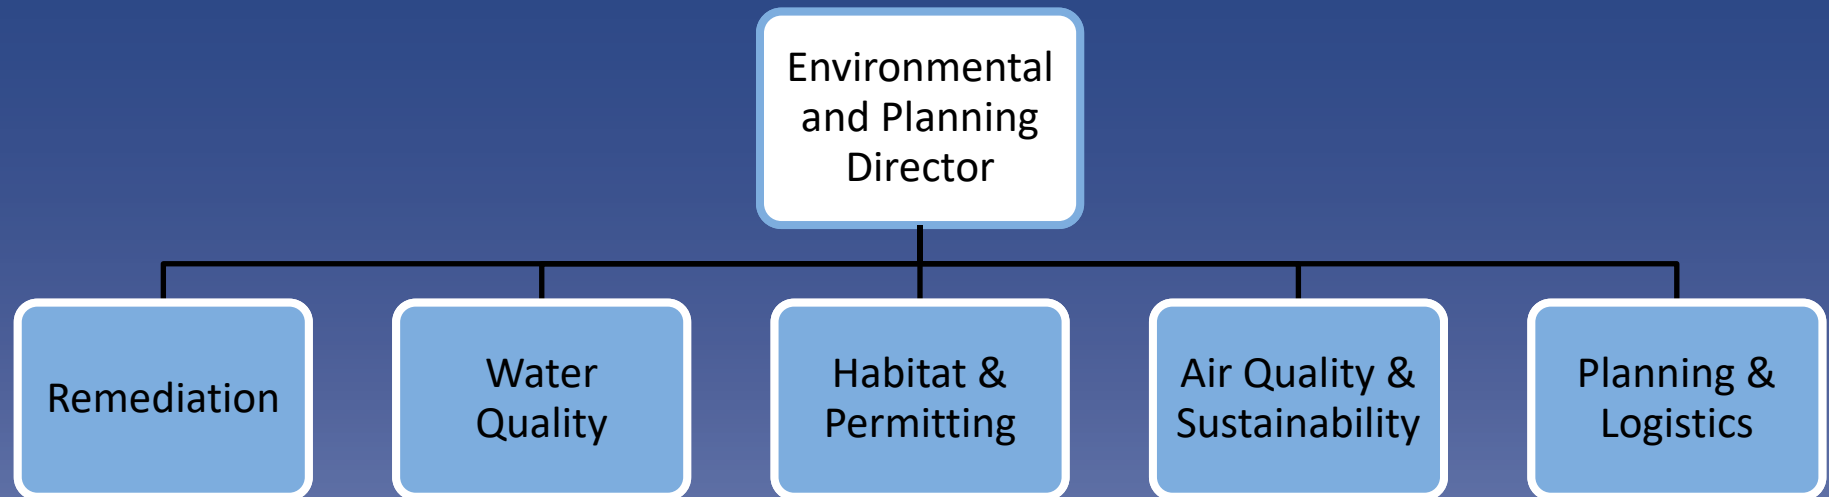 Environmental
and Planning
Director
Remediation
Water
Quality
Habitat &
Permitting
Air Quality &
Sustainability
Planning &
Logistics